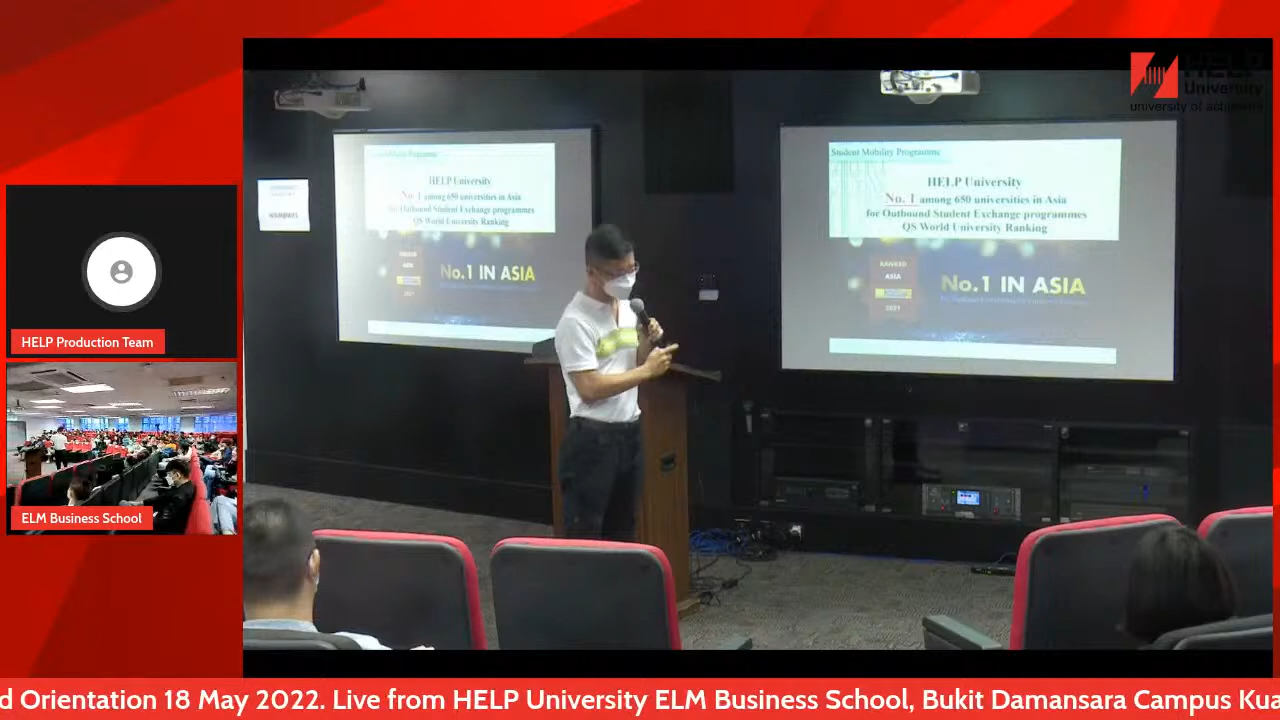 HELP
University
university of achievers
Student Mobility Programme
HELP University
No. 1 among 650 universities in Asia
for Outbound Student Exchange programmes
QS World University Ranking
RANKED
ASIA
2021
No.1 IN ASIA
HELP University
No. 1 among 650 universities in Asia
for Outbound Student Exchange programmes
QS World University Ranking
ASIA
2021
No.1 IN ASIA
HELP Production Team
ELM Business School
d Orientation 18 May 2022. Live from HELP University ELM Business School, Bukit Damansara Campus Kua